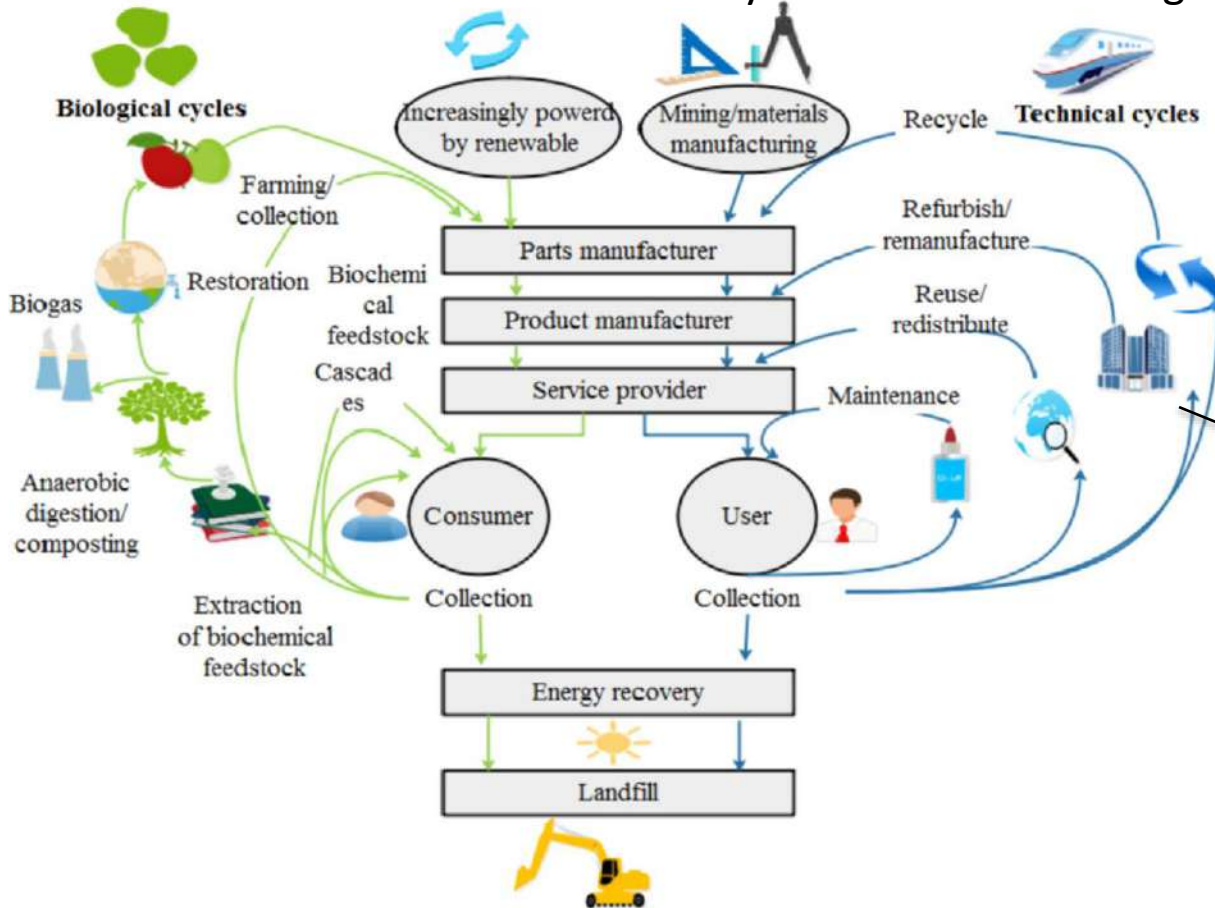 Biological cycles
Increasingly powerd
by renewable
Mining/materials
manufacturing
Recycle
Technical cycles
Farming/
collection
Refurbish/
remanufacture
Parts manufacturer
Restoration
Biochemi
cal
feedstock
Biogas
Reuse/
redistribute
Product manufacturer
Cascad
es
Service provider
Maintenance
Anaerobic
digestion/
composting
Consumer
User
Extraction
of biochemical
feedstock
Collection
Collection
Energy recovery
Landfill